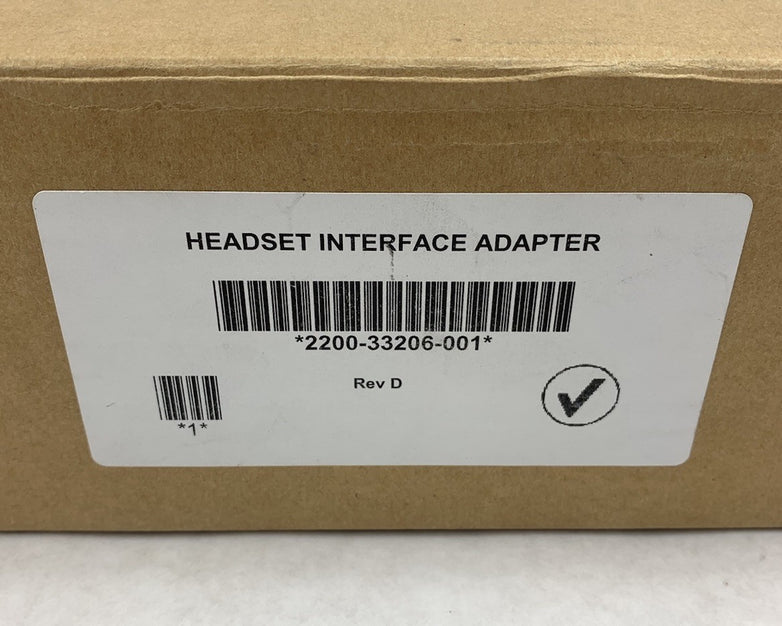 HEADSET INTERFACE ADAPTER
*2200-33206-001*
Rev D
*1*